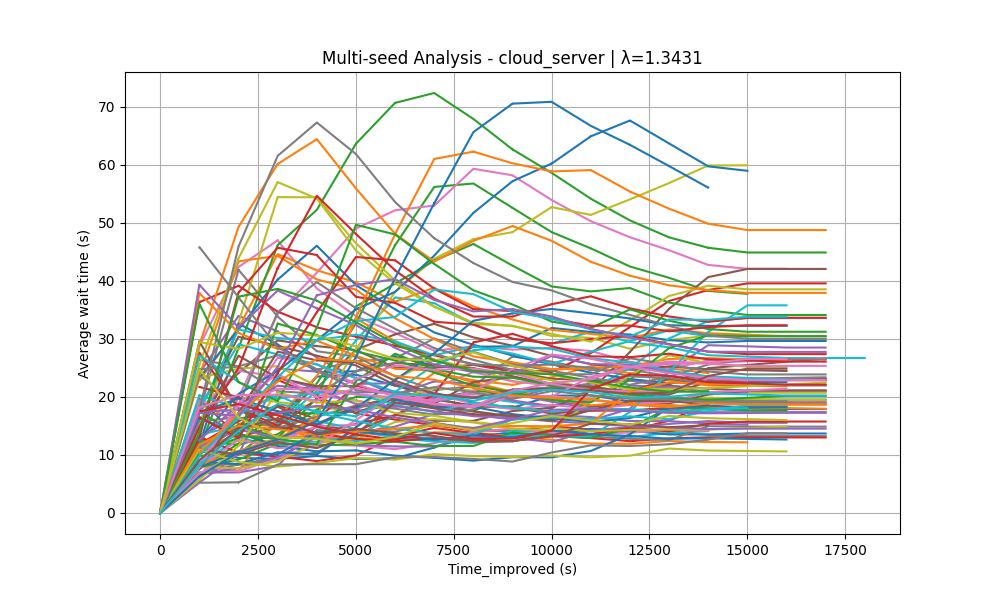 Multi-seed Analysis - cloud_server | λ=1.3431
Average wait time (s)
70
60
50
40
30
20
10
0
0 2500 5000 7500 10000 12500 15000 17500
Time_improved (s)